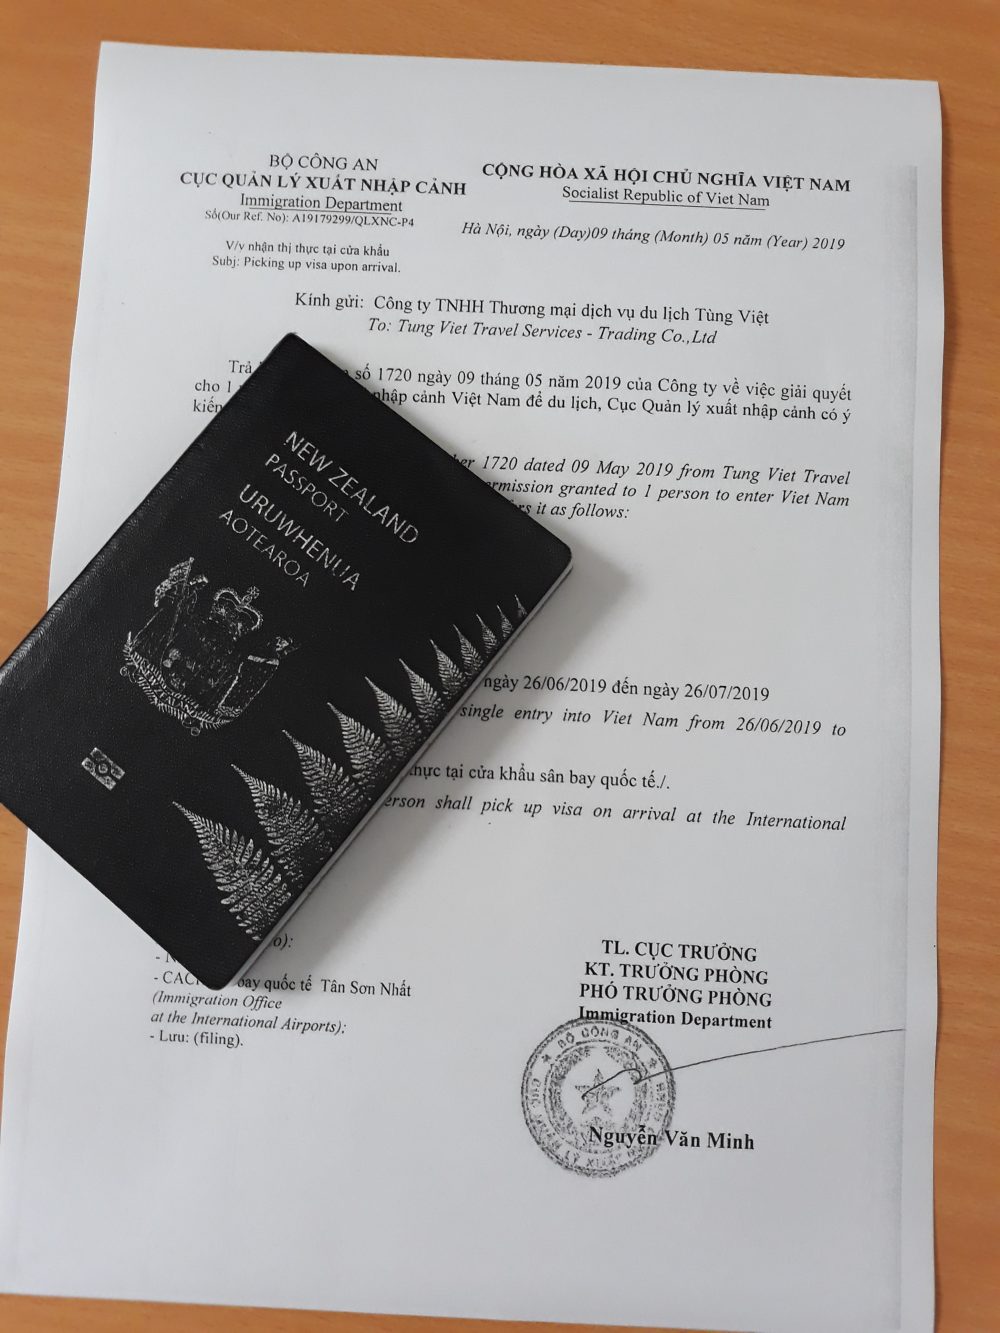 BỘ CÔNG AN
CỤC QUẢN LÝ XUẤT NHẬP CẢNH
Immigration Department
Số(Our Ref. No): A19179299/QLXNC-P4
V/v nhận thị thực tại cửa khẩu
Subj: Picking up visa upon arrival.
CỘNG HÒA XÃ HỘI CHỦ NGHĨA VIỆT NAM
Socialist Republic of Viet Nam
Hà Nội, ngày (Day)09 tháng (Month) 05 năm (Year) 2019
Kính gửi: Công ty TNHH Thương mại dịch vụ du lịch Tùng Việt
To: Tung Viet Travel Services - Trading Co.,Ltd
Trả số 1720 ngày 09 tháng 05 năm 2019 của Công ty về việc giải quyết
cho 1 nhập cảnh Việt Nam để du lịch, Cục Quản lý xuất nhập cảnh có ý
kiến
1720 dated 09 May 2019 from Tung Viet Travel
granted to 1 person to enter Viet Nam
it as follows:
ngày 26/06/2019 đến ngày 26/07/2019
single entry into Viet Nam from 26/06/2019 to
thực tại cửa khẩu sân bay quốc tế./.
shall pick up visa on arrival at the International
NEW ZEALAND
PASSPORT
URUWHENUA
AOTEAROA
bay quốc tế Tân Sơn Nhất
(Immigration Office
at the International Airports);
- Lưu: (filing).
TL. CỤC TRƯỞNG
KT. TRƯỞNG PHÒNG
PHÓ TRƯỞNG PHÒNG
Immigration Department
BỘ CÔNG AN
Nguyễn Văn Minh